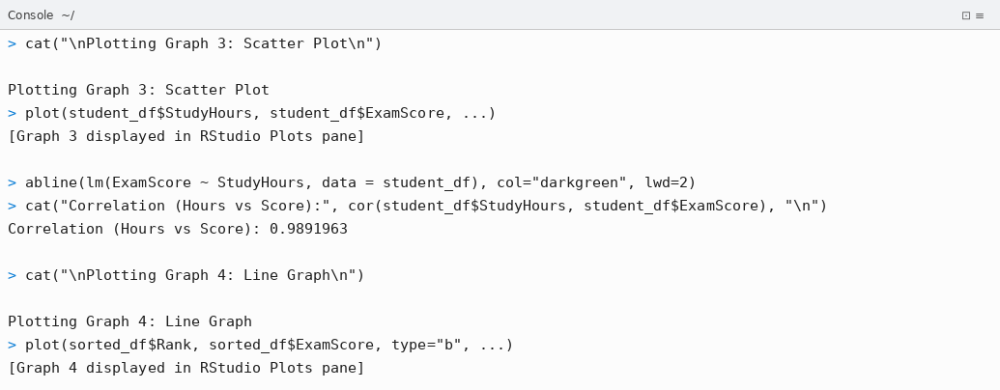 Console ~/
> cat("\nPlotting Graph 3: Scatter Plot\n")
Plotting Graph 3: Scatter Plot
> plot(student_df$StudyHours, student_df$ExamScore, ...)
[Graph 3 displayed in RStudio Plots pane]
> abline(lm(ExamScore ~ StudyHours, data = student_df), col="darkgreen", lwd=2)
> cat("Correlation (Hours vs Score):", cor(student_df$StudyHours, student_df$ExamScore), "\n")
Correlation (Hours vs Score): 0.9891963
> cat("\nPlotting Graph 4: Line Graph\n")
Plotting Graph 4: Line Graph
> plot(sorted_df$Rank, sorted_df$ExamScore, type="b", ...)
[Graph 4 displayed in RStudio Plots pane]